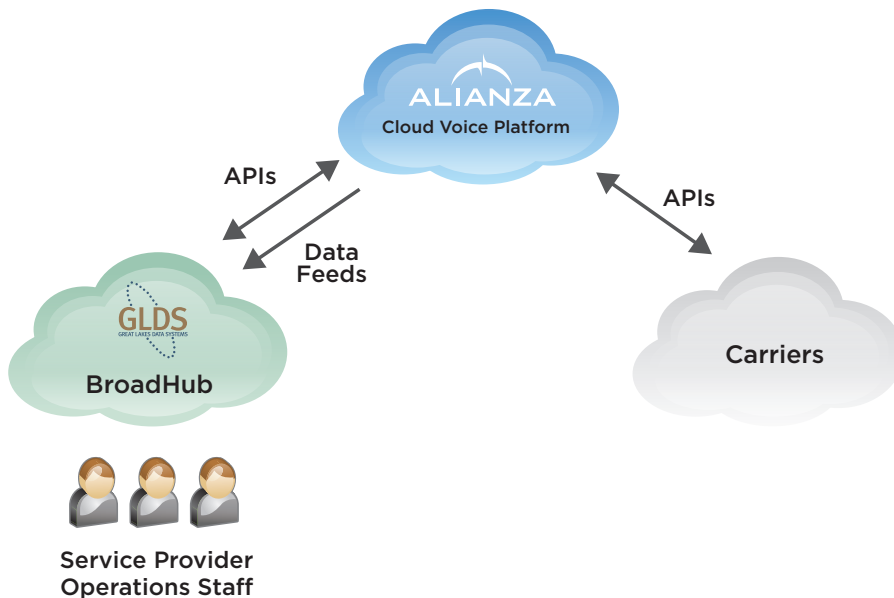 ALIANZA
Cloud Voice Platform
APIs
APIs
Data
Feeds
GLDS
GREAT LAKES DATA SYSTEMS
BroadHub
Carriers
Service Provider
Operations Staff